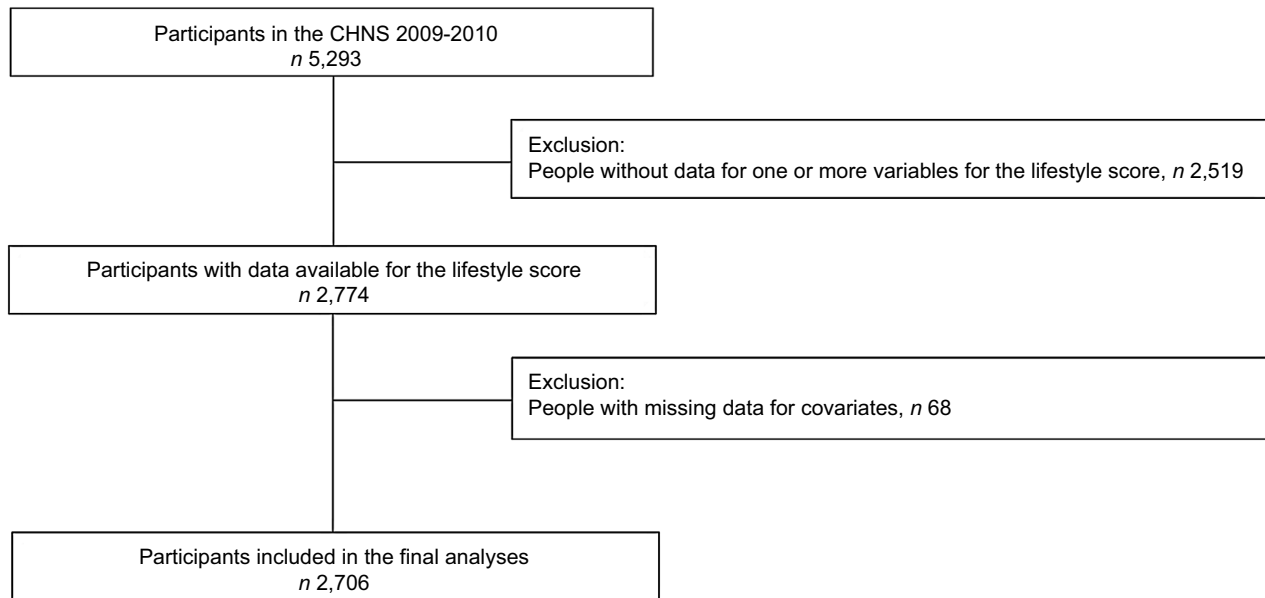 Participants in the CHNS 2009-2010
n 5,293
Exclusion:
People without data for one or more variables for the lifestyle score, n 2,519
Participants with data available for the lifestyle score
n 2,774
Exclusion:
People with missing data for covariates, n 68
Participants included in the final analyses
n 2,706